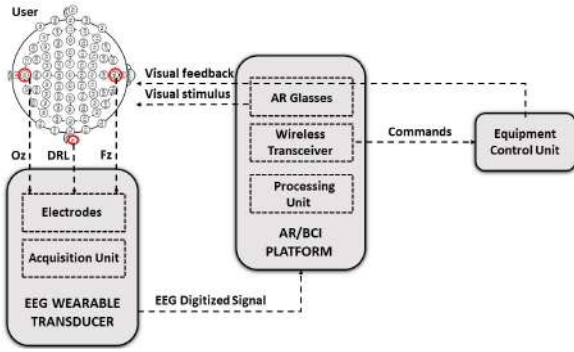 User
Visual feedback
Visual stimulus
AR Glasses
Wireless
Transceiver
Processing
Unit
AR/BCI
PLATFORM
Commands
Equipment
Control Unit
Oz
DRL
Fz
Electrodes
Acquisition Unit
EEG WEARABLE
TRANSDUCER
EEG Digitized Signal